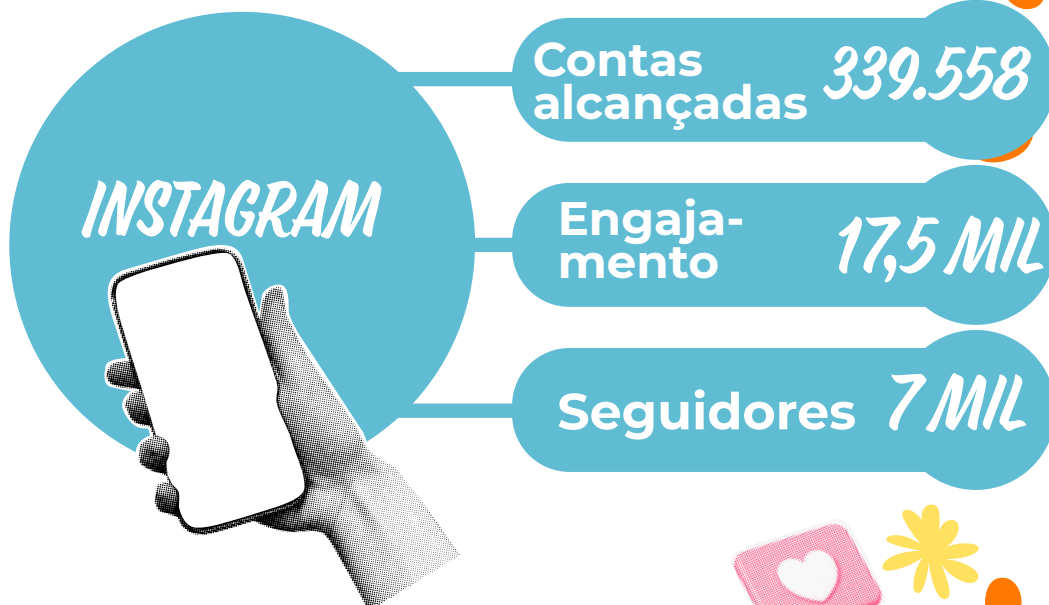 INSTAGRAM
Contas
alcançadas
339.558
Engaja-
mento
17,5 MIL
Seguidores
7 MIL